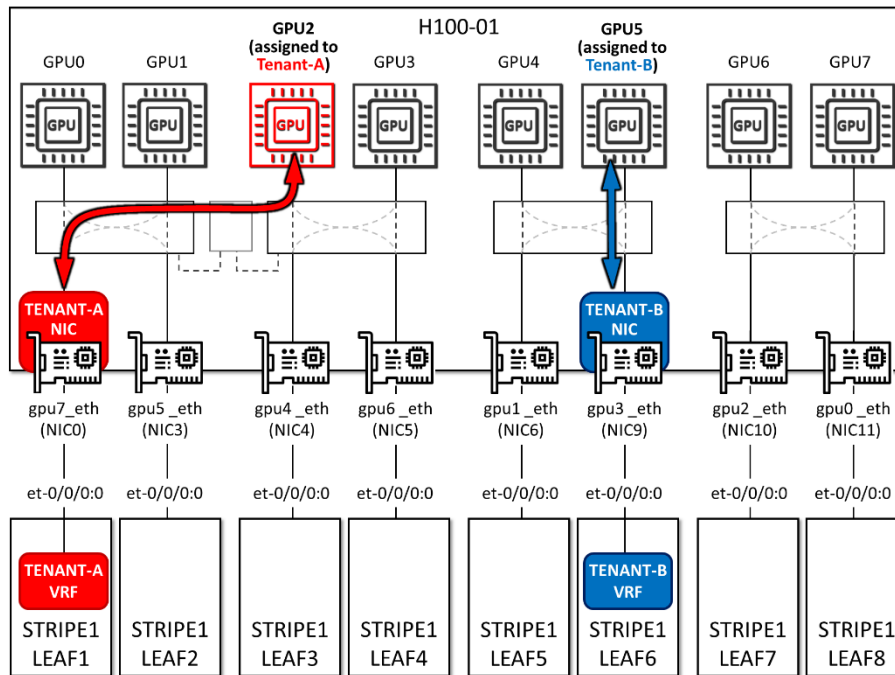 H100-01
GPU0
GPU1
GPU2
(assigned to
Tenant-A)
GPU3
GPU4
GPU5
(assigned to
Tenant-B)
GPU6
GPU7
GPU
GPU
GPU
GPU
GPU
GPU
GPU
GPU
TENANT-A
NIC
TENANT-B
NIC
gpu7_eth
(NIC0)
gpu5 _eth
(NIC3)
gpu4 _eth
(NIC4)
gpu6 _eth
(NIC5)
gpu1 _eth
(NIC6)
gpu3 _eth
(NIC9)
gpu2 _eth
(NIC10)
gpu0 _eth
(NIC11)
et-0/0/0:0
et-0/0/0:0
et-0/0/0:0
et-0/0/0:0
et-0/0/0:0
et-0/0/0:0
et-0/0/0:0
et-0/0/0:0
TENANT-A
VRF
TENANT-B
VRF
STRIPE1
LEAF1
STRIPE1
LEAF2
STRIPE1
LEAF3
STRIPE1
LEAF4
STRIPE1
LEAF5
STRIPE1
LEAF6
STRIPE1
LEAF7
STRIPE1
LEAF8